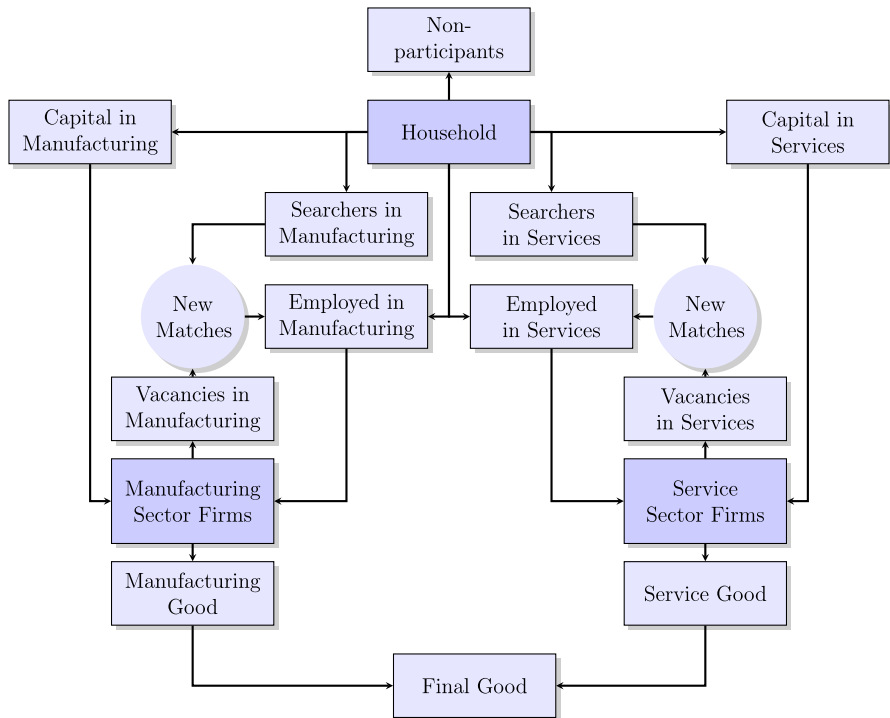 Non-
participants
Capital in
Manufacturing
Household
Capital in
Services
Searchers in
Manufacturing
Searchers
in Services
New
Matches
Employed in
Manufacturing
Employed
in Services
New
Matches
Vacancies in
Manufacturing
Vacancies
in Services
Manufacturing
Sector Firms
Service
Sector Firms
Manufacturing
Good
Service Good
Final Good